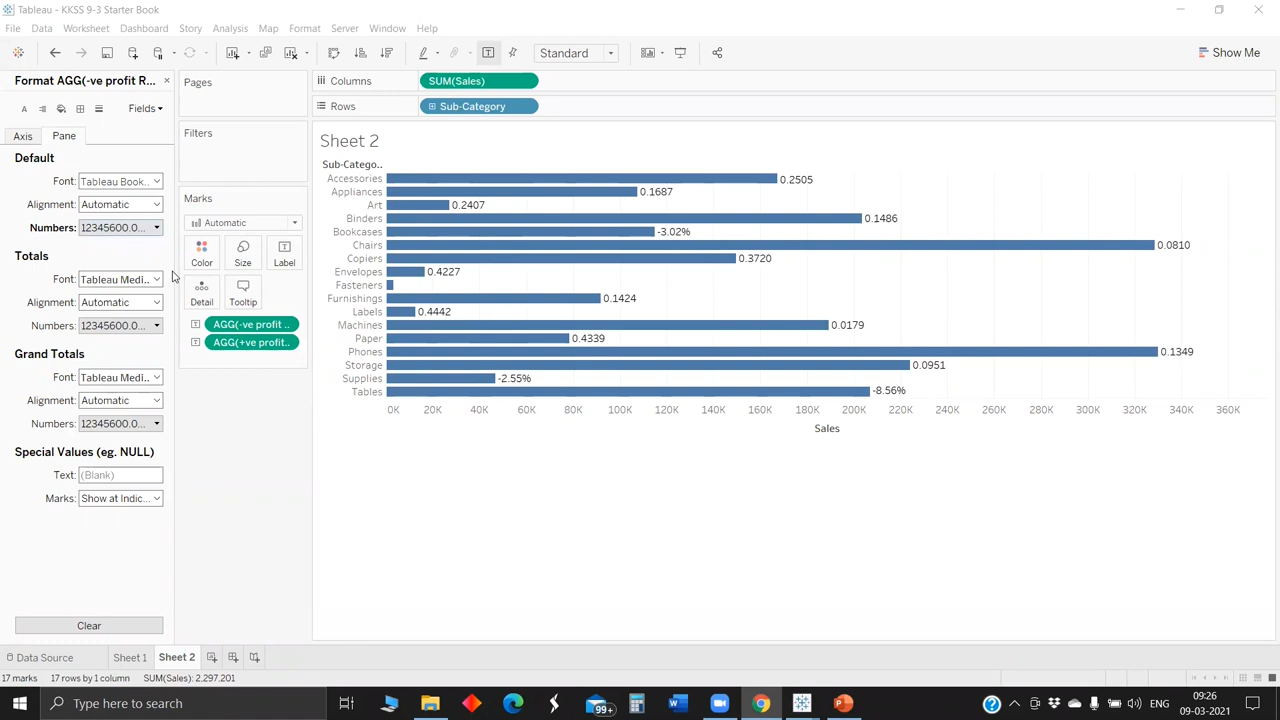 Tableau - KKSS 9-3 Starter Book
File Data Worksheet Dashboard Story Analysis Map Format Server Window Help
Standard
Show Me
Format AGG(-ve profit R...
Fields
Axis Pane
Default
Font: Tableau Book..
Alignment: Automatic
Numbers: 12345600.0...
Totals
Font: Tableau Medi..
Alignment: Automatic
Numbers: 12345600.0...
Grand Totals
Font: Tableau Medi..
Alignment: Automatic
Numbers: 12345600.0...
Special Values (eg. NULL)
Text: (Blank)
Marks: Show at Indic...
Clear
Pages
Filters
Marks
Automatic
Color Size Label
Detail Tooltip
AGG(-ve profit ..
AGG(+ve profit..
Columns SUM(Sales)
Rows Sub-Category
Sheet 2
Sub-Catego..
Accessories 0.2505
Appliances 0.1687
Art 0.2407
Binders 0.1486
Bookcases -3.02%
Chairs 0.0810
Copiers 0.3720
Envelopes 0.4227
Fasteners
Furnishings 0.1424
Labels 0.4442
Machines 0.0179
Paper 0.4339
Phones 0.1349
Storage 0.0951
Supplies -2.55%
Tables -8.56%
0K 20K 40K 60K 80K 100K 120K 140K 160K 180K 200K 220K 240K 260K 280K 300K 320K 340K 360K
Sales
Data Source Sheet 1 Sheet 2
17 marks 17 rows by 1 column SUM(Sales): 2,297,201
Type here to search
99+
ENG
09:26
09-03-2021